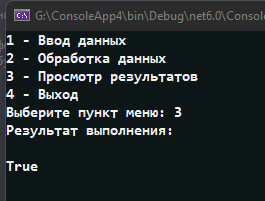 G:\ConsoleApp4\bin\Debug\net6.0\Consol
1 - Ввод данных
2 - Обработка данных
3 - Просмотр результатов
4 - Выход
Выберите пункт меню: 3
Результат выполнения:
True